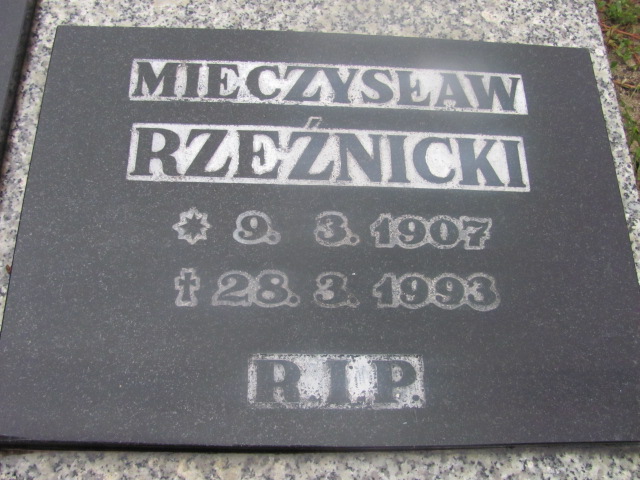 MIECZYSŁAW
RZEŹNICKI
* 9. 3. 1907
† 28. 3. 1993
R.I.P.